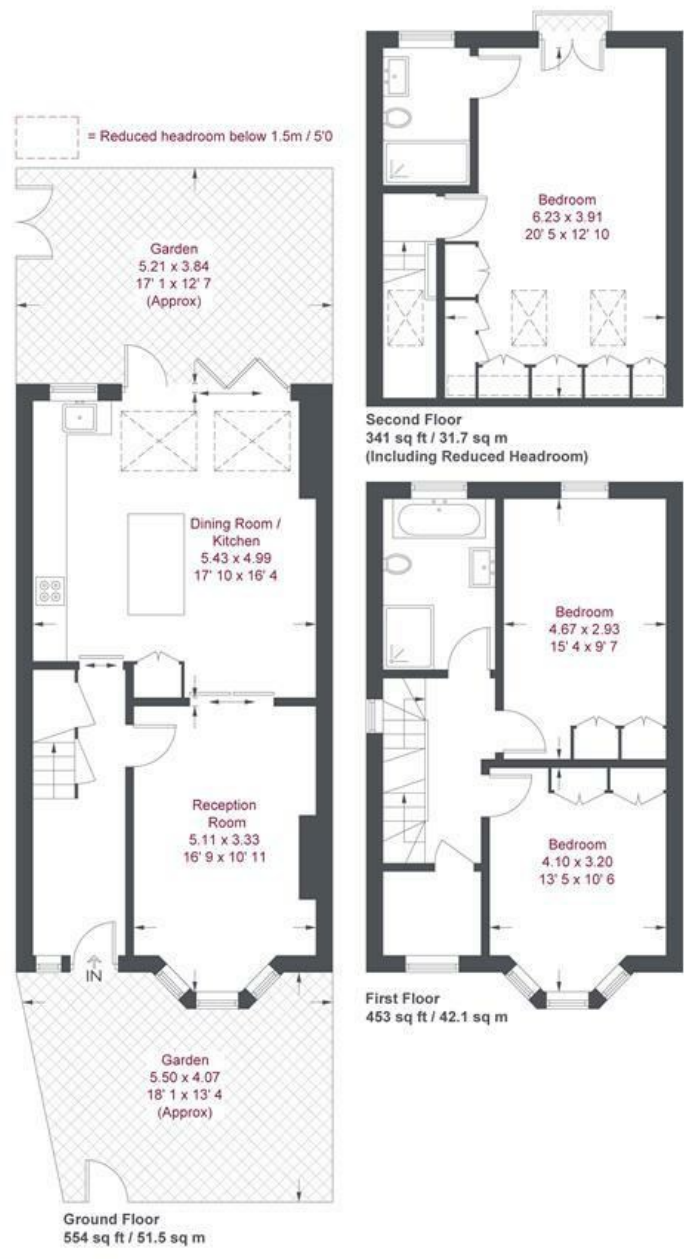 = Reduced headroom below 1.5m / 5'0
Garden
5.21 x 3.84
17' 1 x 12' 7
(Approx)
Dining Room /
Kitchen
5.43 x 4.99
17' 10 x 16' 4
Reception
Room
5.11 x 3.33
16' 9 x 10' 11
IN
Garden
5.50 x 4.07
18' 1 x 13' 4
(Approx)
Ground Floor
554 sq ft / 51.5 sq m
Bedroom
6.23 x 3.91
20' 5 x 12' 10
Second Floor
341 sq ft / 31.7 sq m
(Including Reduced Headroom)
Bedroom
4.67 x 2.93
15' 4 x 9' 7
Bedroom
4.10 x 3.20
13' 5 x 10' 6
First Floor
453 sq ft / 42.1 sq m